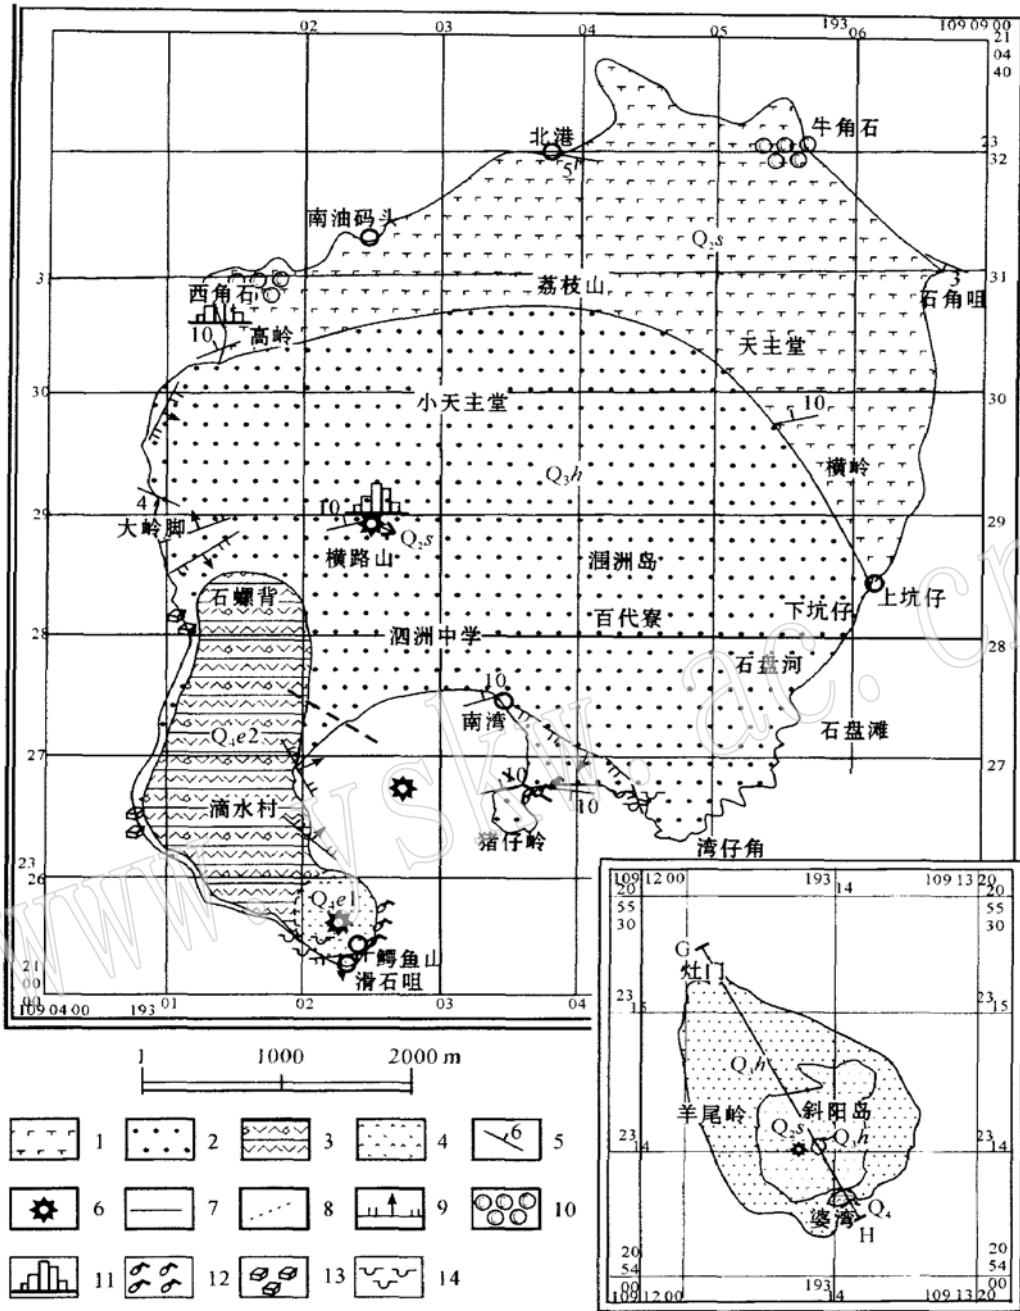 02 03 04 05 193 06 109 09 00
21
04
40
北港
牛角石
23
32
5
南油码头
Q₂s
31
西角石
荔枝山
3
31
石角咀
10
高岭
天主堂
30
小天主堂
10
30
Q₃h
横岭
4
29
大岭脚
10
Q₂s
横路山
涠洲岛
29
石螺背
百代寮
下坑仔
上坑仔
28
泗洲中学
28
石盘河
10
南湾
Q₄e2
石盘滩
27
27
滴水村
10
10
猪仔岭
湾仔角
23
26
Q₄e1
鳄鱼山
滑石咀
21
00
00
109 04 00 193
01 02 03 04
109 12 00 193 14 109 13 20
20
55
30
20
55
30
G
灶门
23
15
23
15
Q₃h
羊尾岭
斜阳岛
Q₂s
Q₃h
23
14
23
14
婆湾
Q₄
H
20
54
00
20
54
00
109 12 00 193 14 109 13 20
1 1000 2000 m
1 2 3 4 6 5
6 7 8 9 10
11 12 13 14
www.yskw.ac.cn